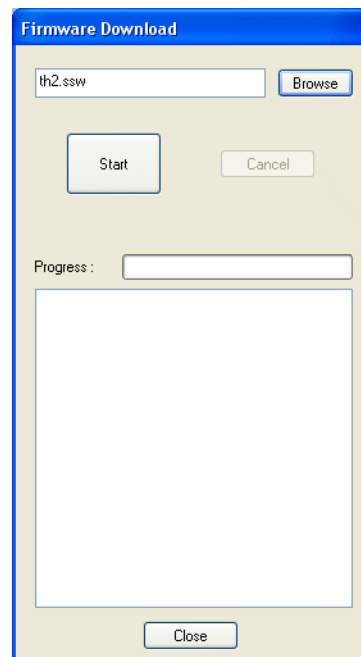 Firmware Download
th2.ssw
Browse
Start
Cancel
Progress :
Close